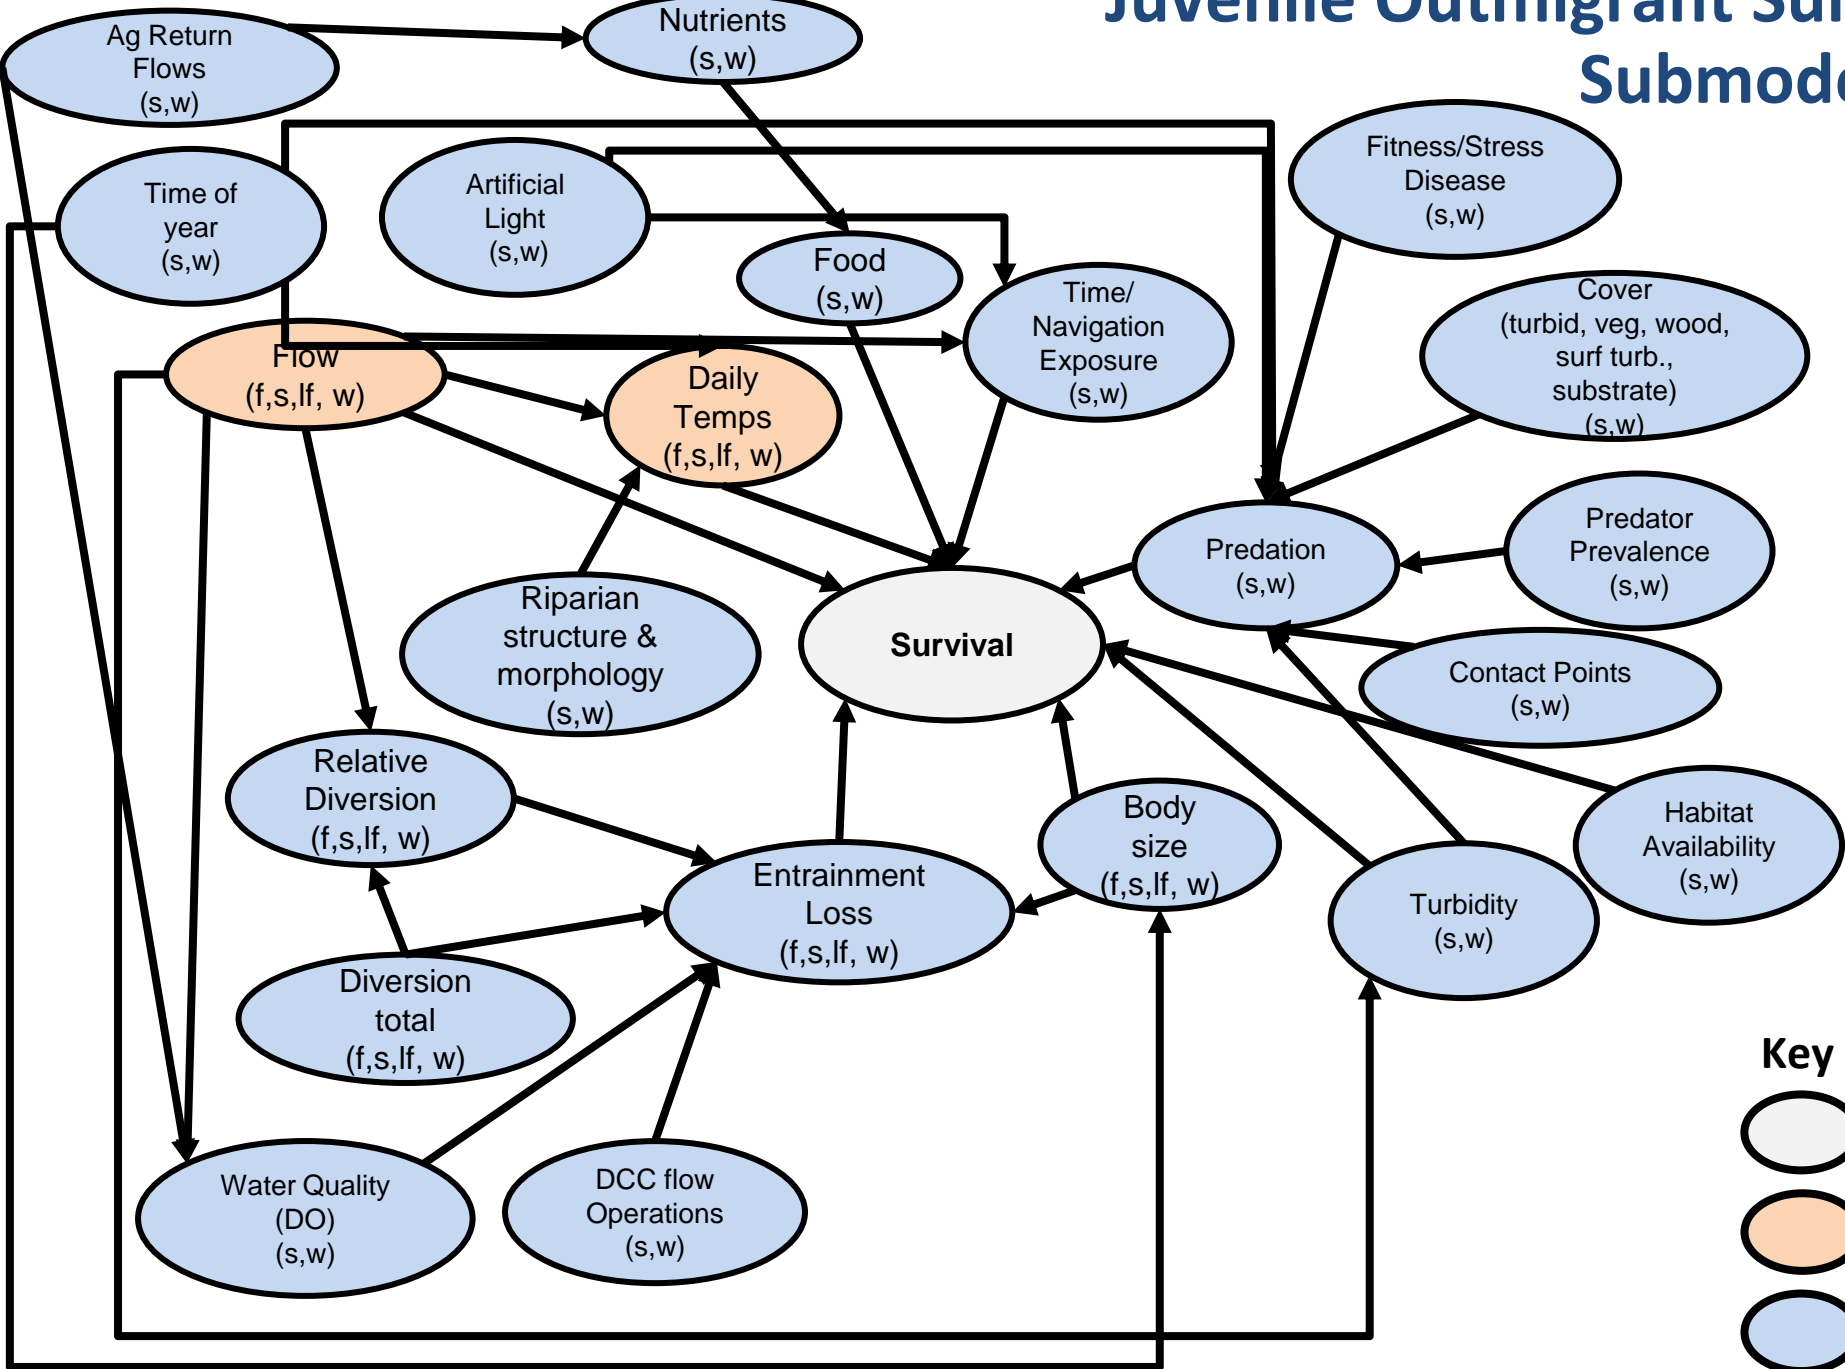 Juvenile Outmigrant
Submode
Ag Return
Flows
(s,w)
Nutrients
(s,w)
Time of
year
(s,w)
Artificial
Light
(s,w)
Food
(s,w)
Time/
Navigation
Exposure
(s,w)
Fitness/Stress
Disease
(s,w)
Cover
(turbid, veg, wood,
surf turb.,
substrate)
(s,w)
Flow
(f,s,lf, w)
Daily
Temps
(f,s,lf, w)
Riparian
structure &
morphology
(s,w)
Survival
Predation
(s,w)
Predator
Prevalence
(s,w)
Contact Points
(s,w)
Relative
Diversion
(f,s,lf, w)
Entrainment
Loss
(f,s,lf, w)
Body
size
(f,s,lf, w)
Habitat
Availability
(s,w)
Turbidity
(s,w)
Diversion
total
(f,s,lf, w)
Water Quality
(DO)
(s,w)
DCC flow
Operations
(s,w)
Key